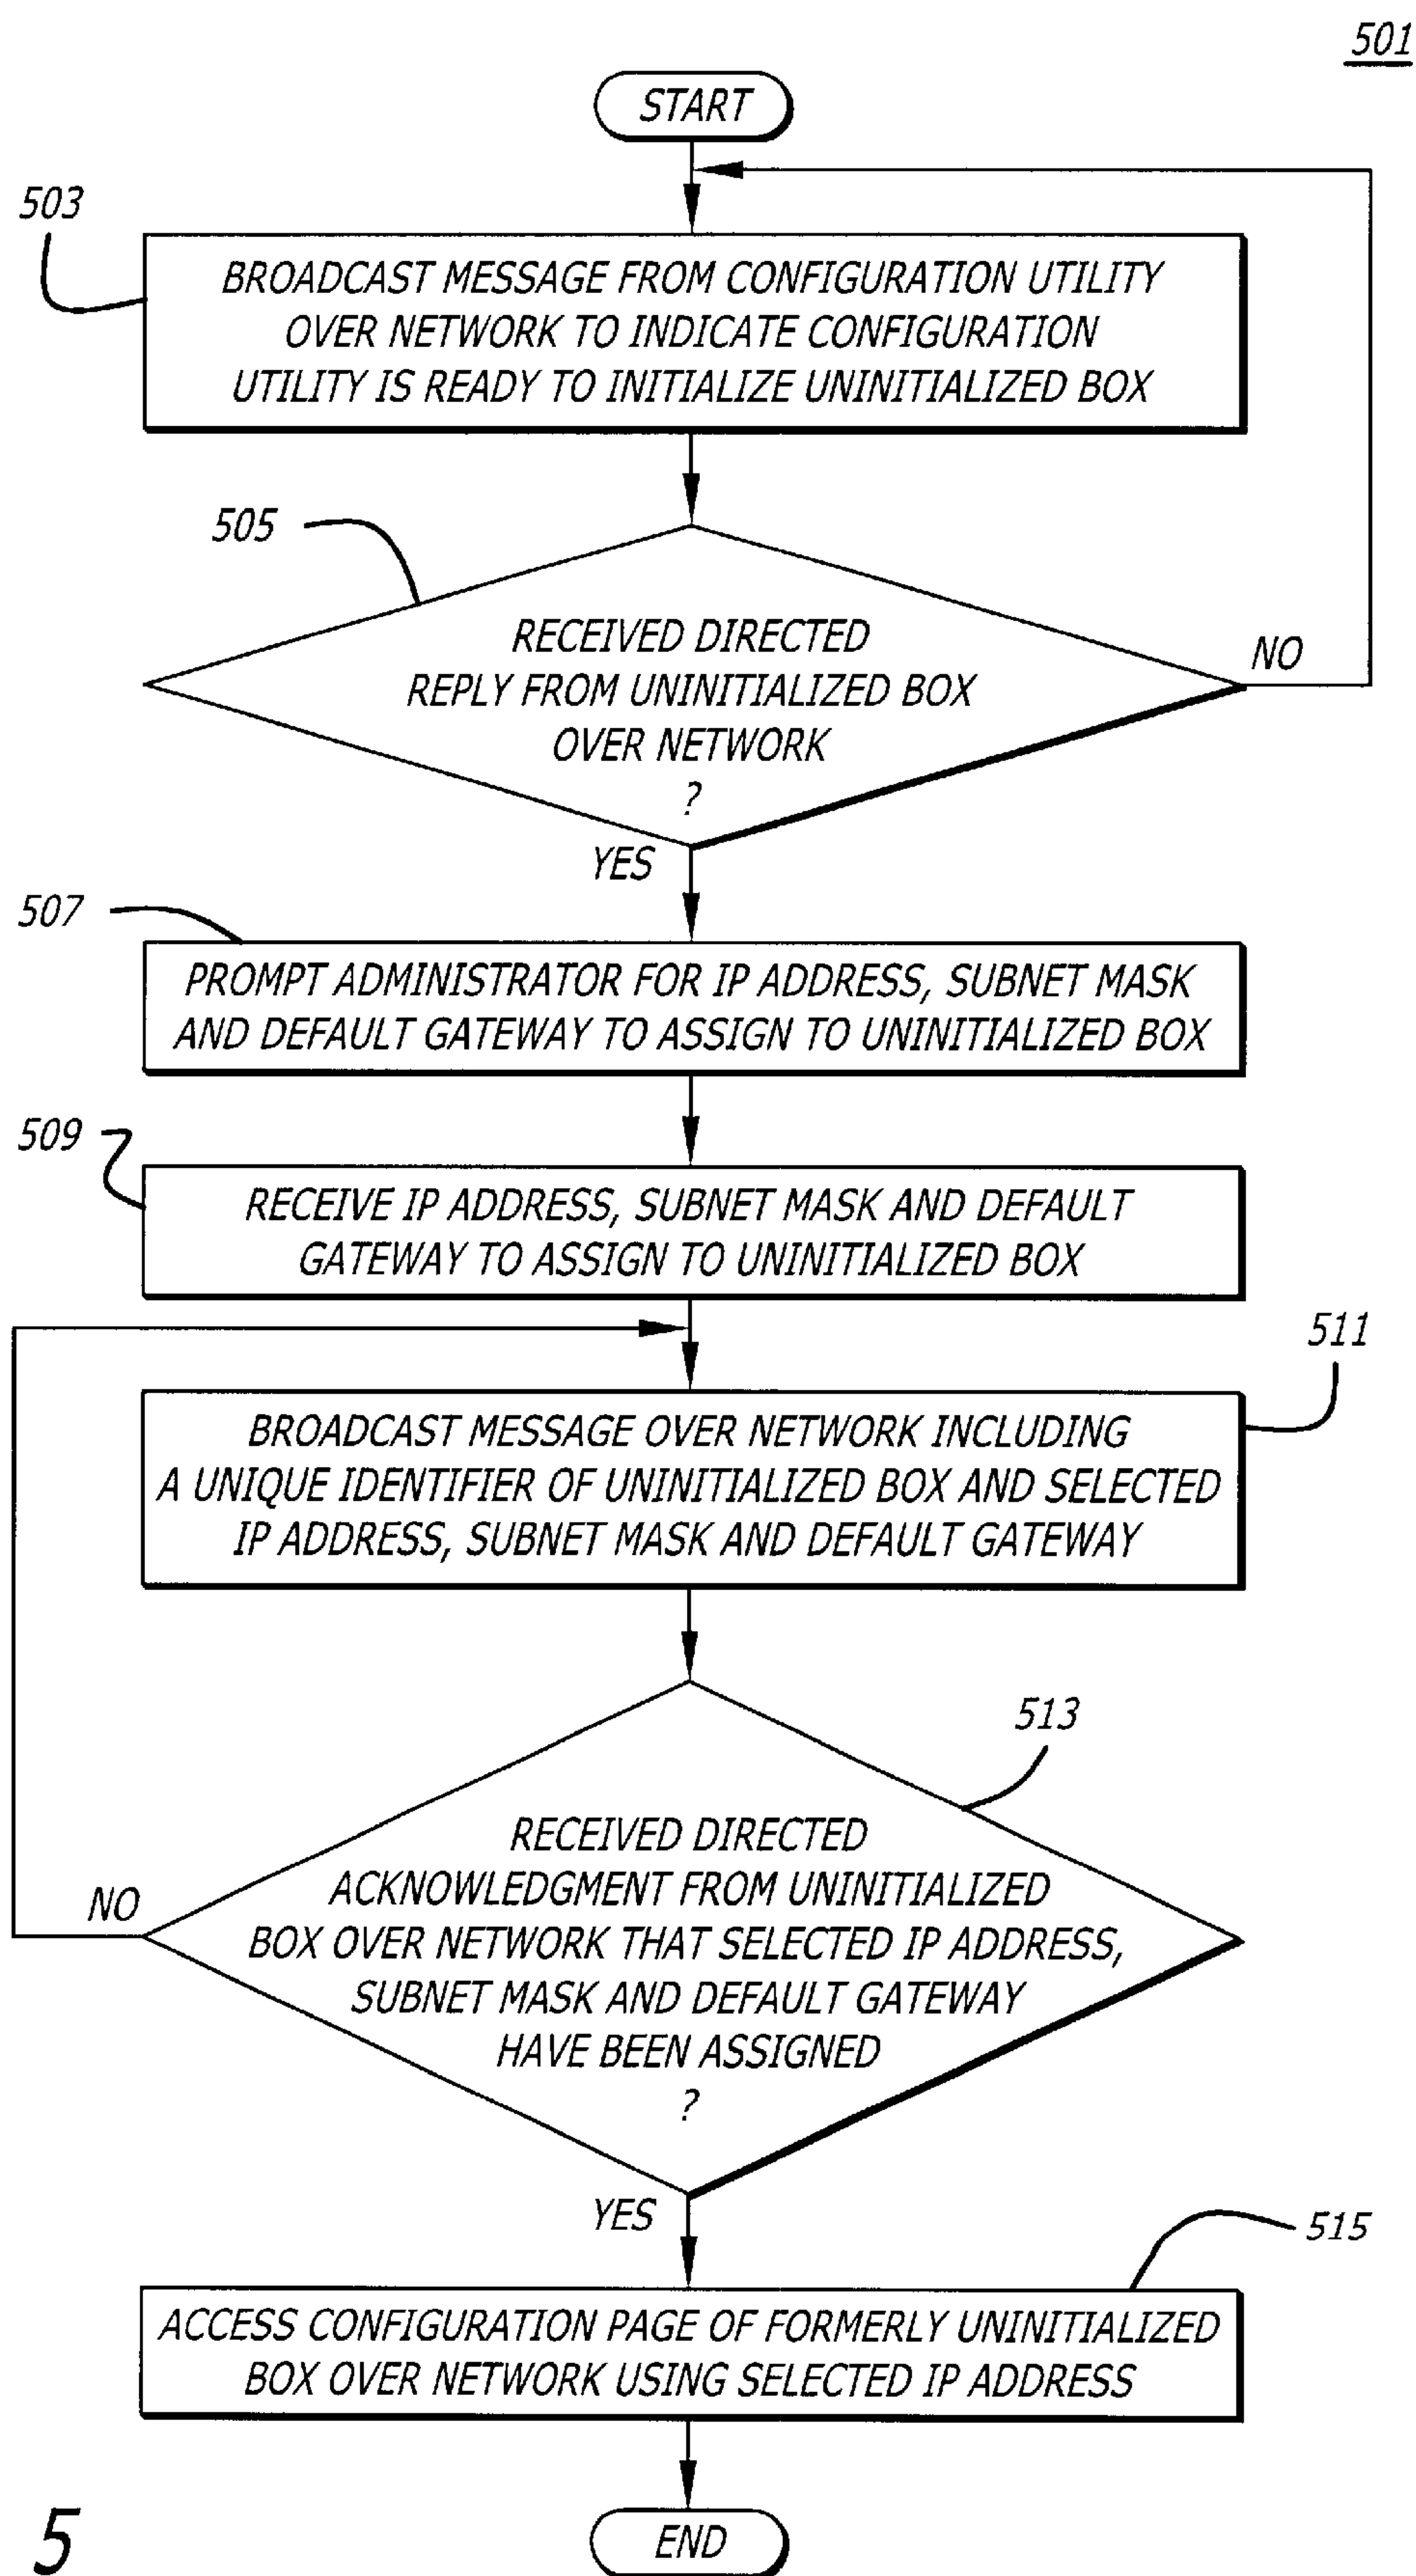 501
START
503
BROADCAST MESSAGE FROM CONFIGURATION UTILITY
OVER NETWORK TO INDICATE CONFIGURATION
UTILITY IS READY TO INITIALIZE UNINITIALIZED BOX
505
RECEIVED DIRECTED
REPLY FROM UNINITIALIZED BOX
OVER NETWORK
?
NO
YES
507
PROMPT ADMINISTRATOR FOR IP ADDRESS, SUBNET MASK
AND DEFAULT GATEWAY TO ASSIGN TO UNINITIALIZED BOX
509
RECEIVE IP ADDRESS, SUBNET MASK AND DEFAULT
GATEWAY TO ASSIGN TO UNINITIALIZED BOX
511
BROADCAST MESSAGE OVER NETWORK INCLUDING
A UNIQUE IDENTIFIER OF UNINITIALIZED BOX AND SELECTED
IP ADDRESS, SUBNET MASK AND DEFAULT GATEWAY
513
RECEIVED DIRECTED
ACKNOWLEDGMENT FROM UNINITIALIZED
BOX OVER NETWORK THAT SELECTED IP ADDRESS,
SUBNET MASK AND DEFAULT GATEWAY
HAVE BEEN ASSIGNED
?
NO
YES
515
ACCESS CONFIGURATION PAGE OF FORMERLY UNINITIALIZED
BOX OVER NETWORK USING SELECTED IP ADDRESS
END
5